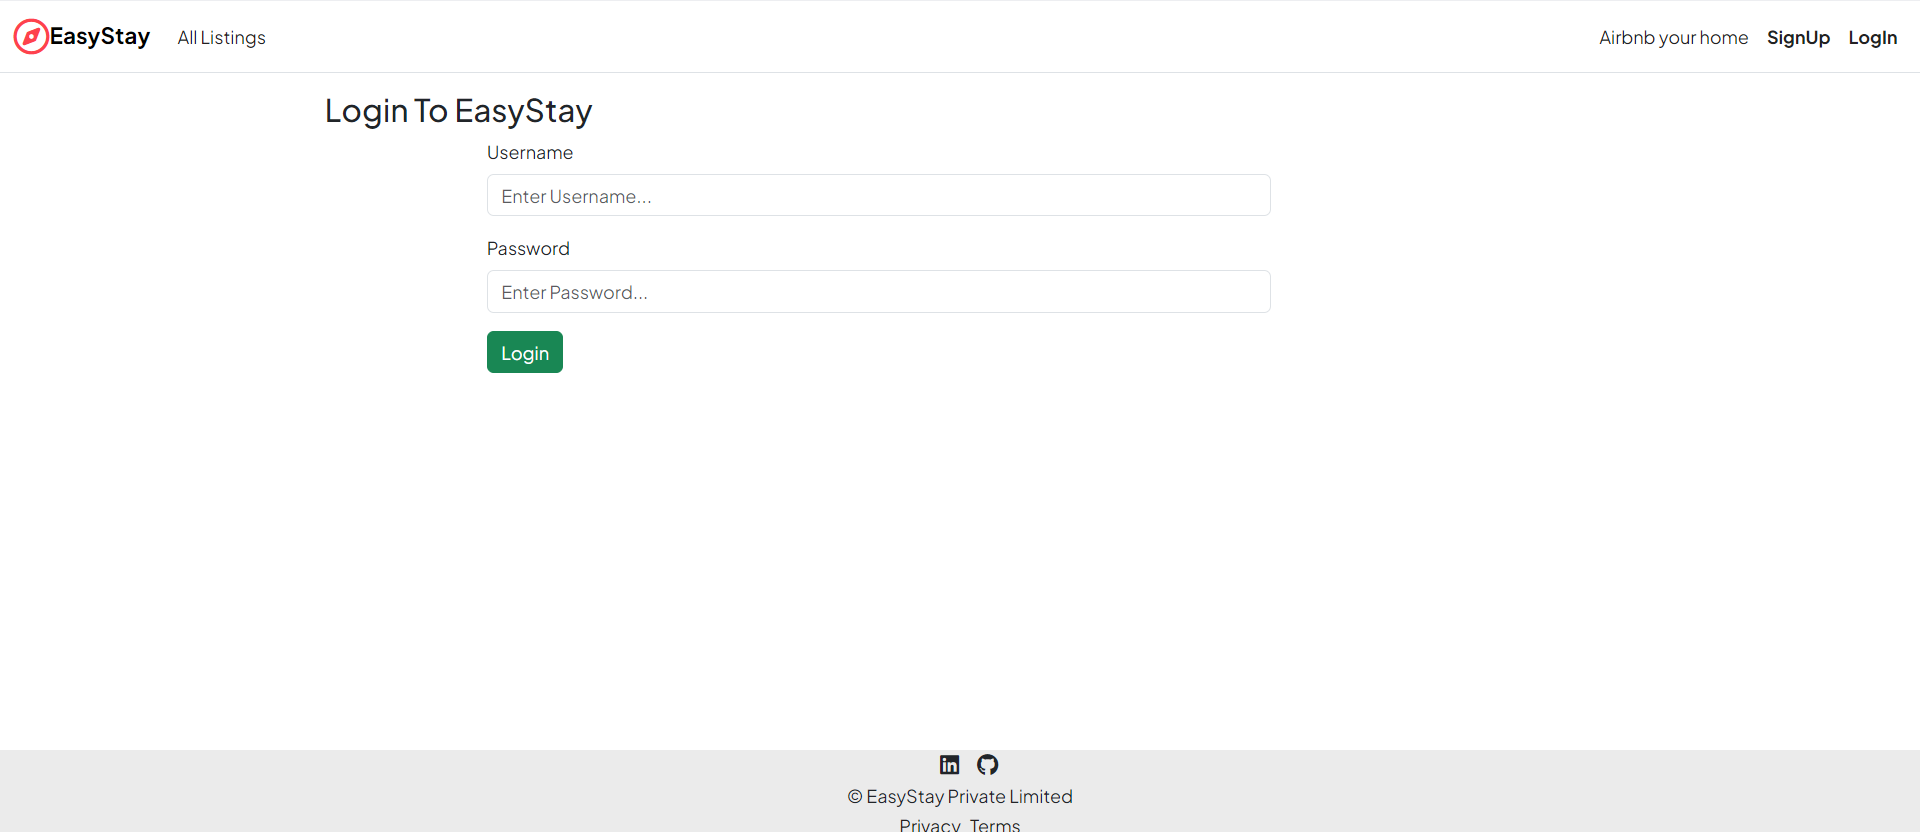 EasyStay All Listings Airbnb your home SignUp LogIn
Login To EasyStay
Username
Enter Username...
Password
Enter Password...
Login
© EasyStay Private Limited
Privacy Terms